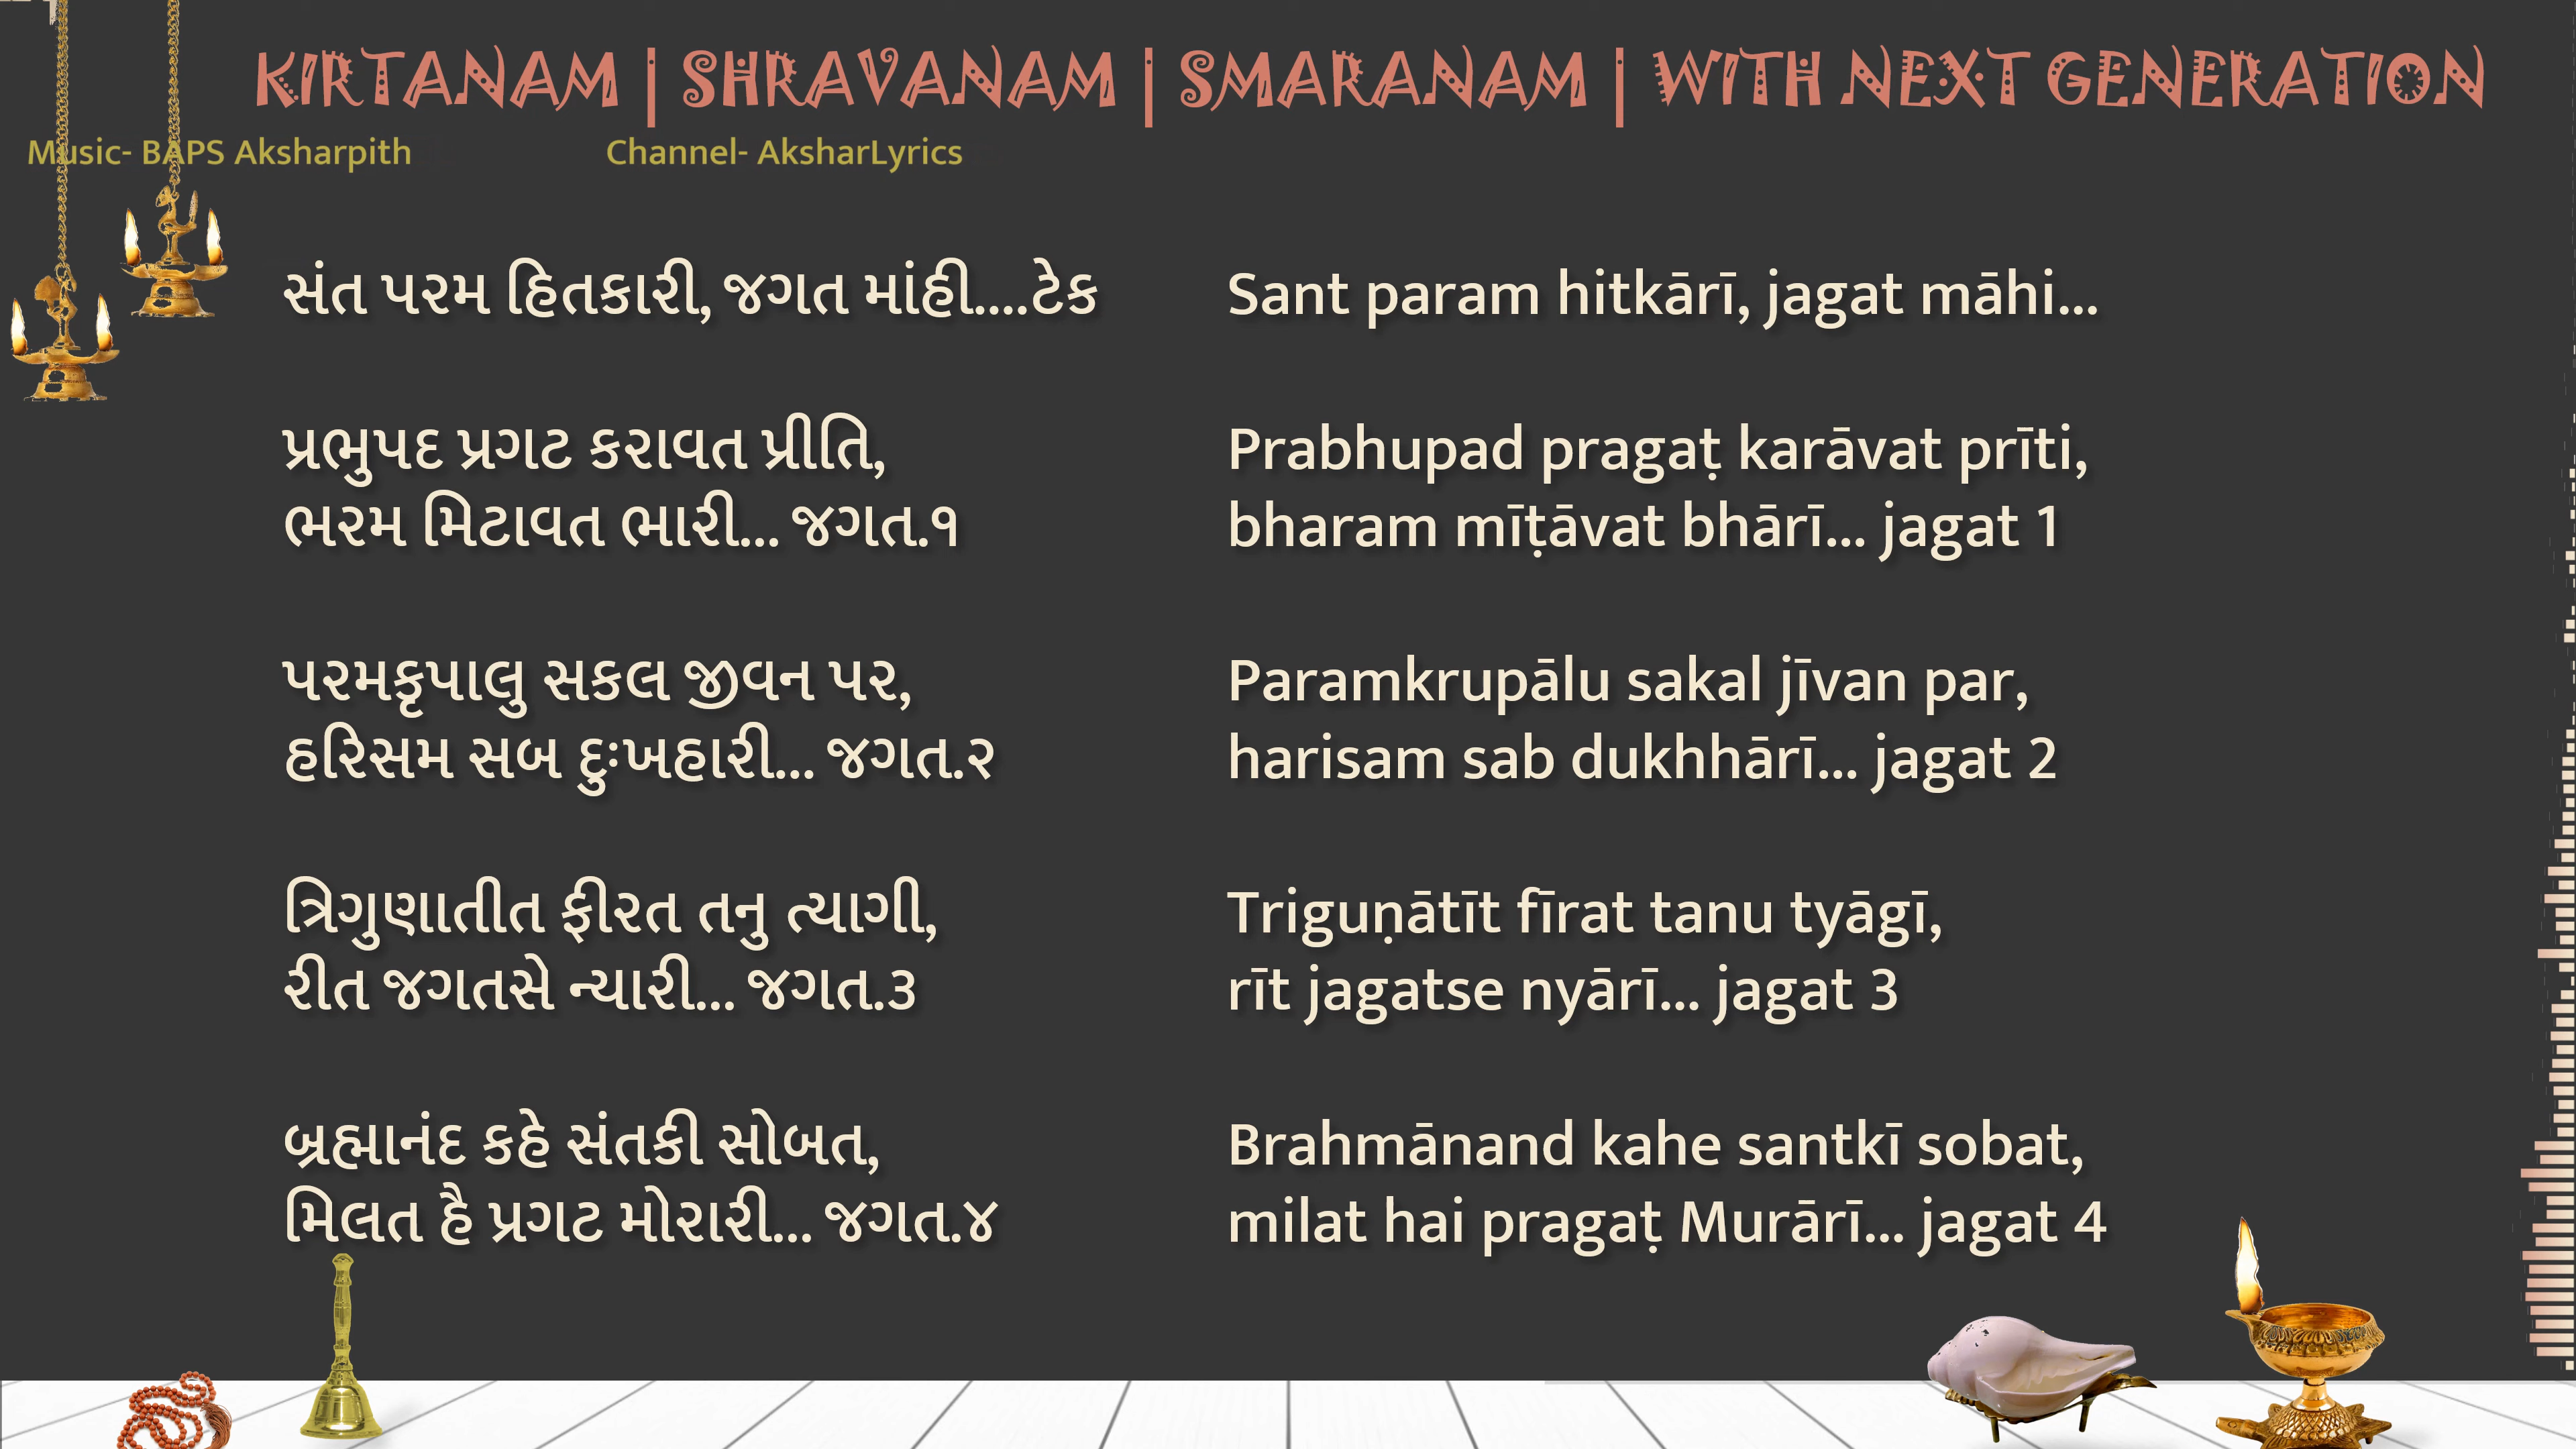 KIRTANAM | SHRAVANAM | SMARANAM | WITH NEXT GENERATION
Music- BAPS Aksharpith
Channel- AksharLyrics
સંત પરમ હિતકારી, જગત માંહી....ટેક
પ્રભુપદ પ્રગટ કરાવત પ્રીતિ,
ભરમ મિટાવત ભારી... જગત.૧
પરમકૃપાલુ સકલ જીવન પર,
હરિસમ સબ દુઃખહારી... જગત.૨
ત્રિગુણાતીત ફીરત તનુ ત્યાગી,
રીત જગતસે ન્યારી... જગત.૩
બ્રહ્માનંદ કહે સંતકી સોબત,
મિલત હૈ પ્રગટ મોરારી... જગત.૪
Sant param hitkārī, jagat māhi...
Prabhupad pragaṭ karāvat prīti,
bharam mīṭāvat bhārī... jagat 1
Paramkrupālu sakal jīvan par,
harisam sab dukhhārī... jagat 2
Triguṇātīt fīrat tanu tyāgī,
rīt jagatse nyārī... jagat 3
Brahmānand kahe santkī sobat,
milat hai pragaṭ Murārī... jagat 4